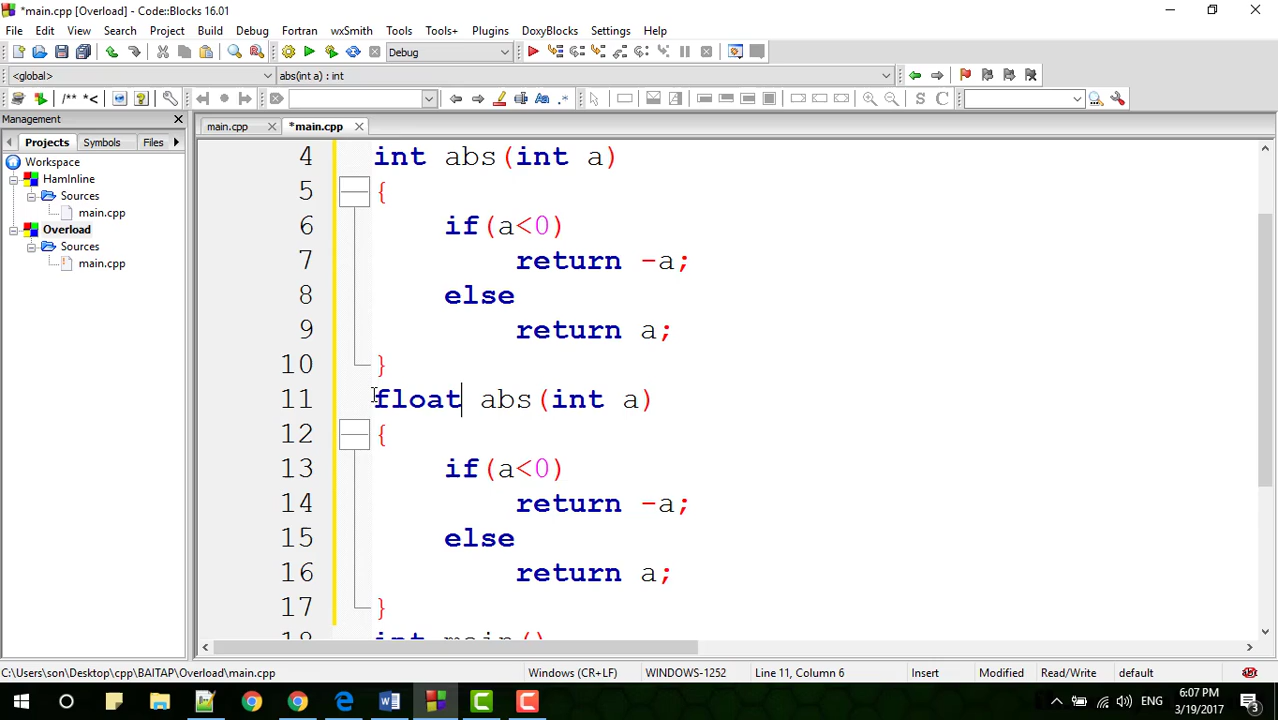 *main.cpp [Overload] - Code::Blocks 16.01
File Edit View Search Project Build Debug Fortran wxSmith Tools Tools+ Plugins DoxyBlocks Settings Help
Debug
<global> abs(int a) : int
/** *<
Management
Projects Symbols Files
main.cpp *main.cpp
Workspace
HamInline
Sources
main.cpp
Overload
Sources
main.cpp
4 int abs(int a)
5 {
6 if(a<0)
7 return -a;
8 else
9 return a;
10 }
11 float abs(int a)
12 {
13 if(a<0)
14 return -a;
15 else
16 return a;
17 }
18 int main()
C:\Users\son\Desktop\cpp\BAITAP\Overload\main.cpp Windows (CR+LF) WINDOWS-1252 Line 11, Column 6 Insert Modified Read/Write default
ENG 6:07 PM
3/19/2017 3